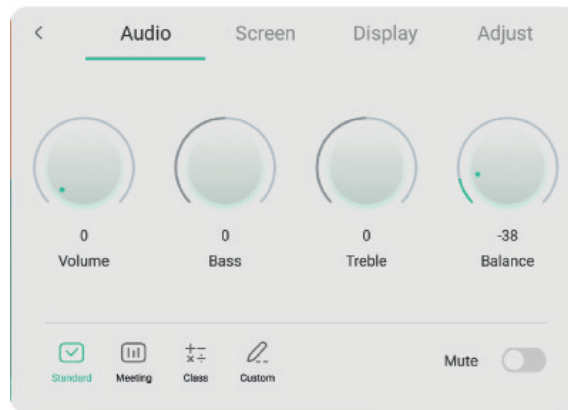 Audio Screen Display Adjust
0 0 0 -38
Volume Bass Treble Balance
Standard Meeting Class Custom Mute